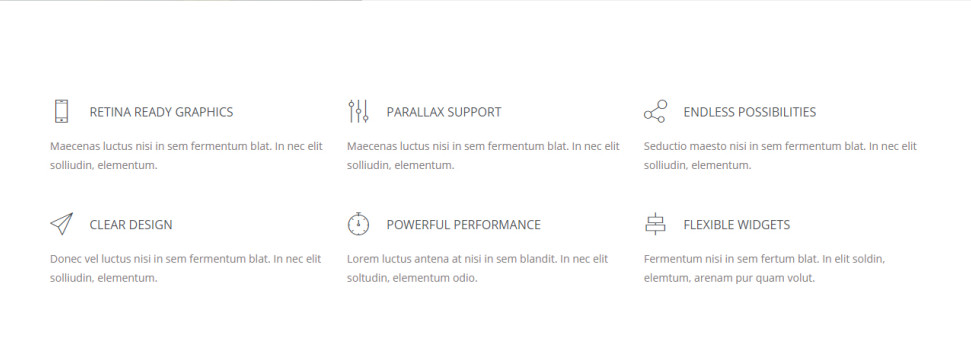 RETINA READY GRAPHICS
Maecenas luctus nisi in sem fermentum blat. In nec elit
solliudin, elementum.
PARALLAX SUPPORT
Maecenas luctus nisi in sem fermentum blat. In nec elit
solliudin, elementum.
ENDLESS POSSIBILITIES
Seductio maesto nisi in sem fermentum blat. In nec elit
solliudin, elementum.
CLEAR DESIGN
Donec vel luctus nisi in sem fermentum blat. In nec elit
solliudin, elementum.
POWERFUL PERFORMANCE
Lorem luctus antena at nisi in sem blandit. In nec elit
soltudin, elementum odio.
FLEXIBLE WIDGETS
Fermentum nisi in sem fertum blat. In elit soldin,
elemtum, arenam pur quam volut.